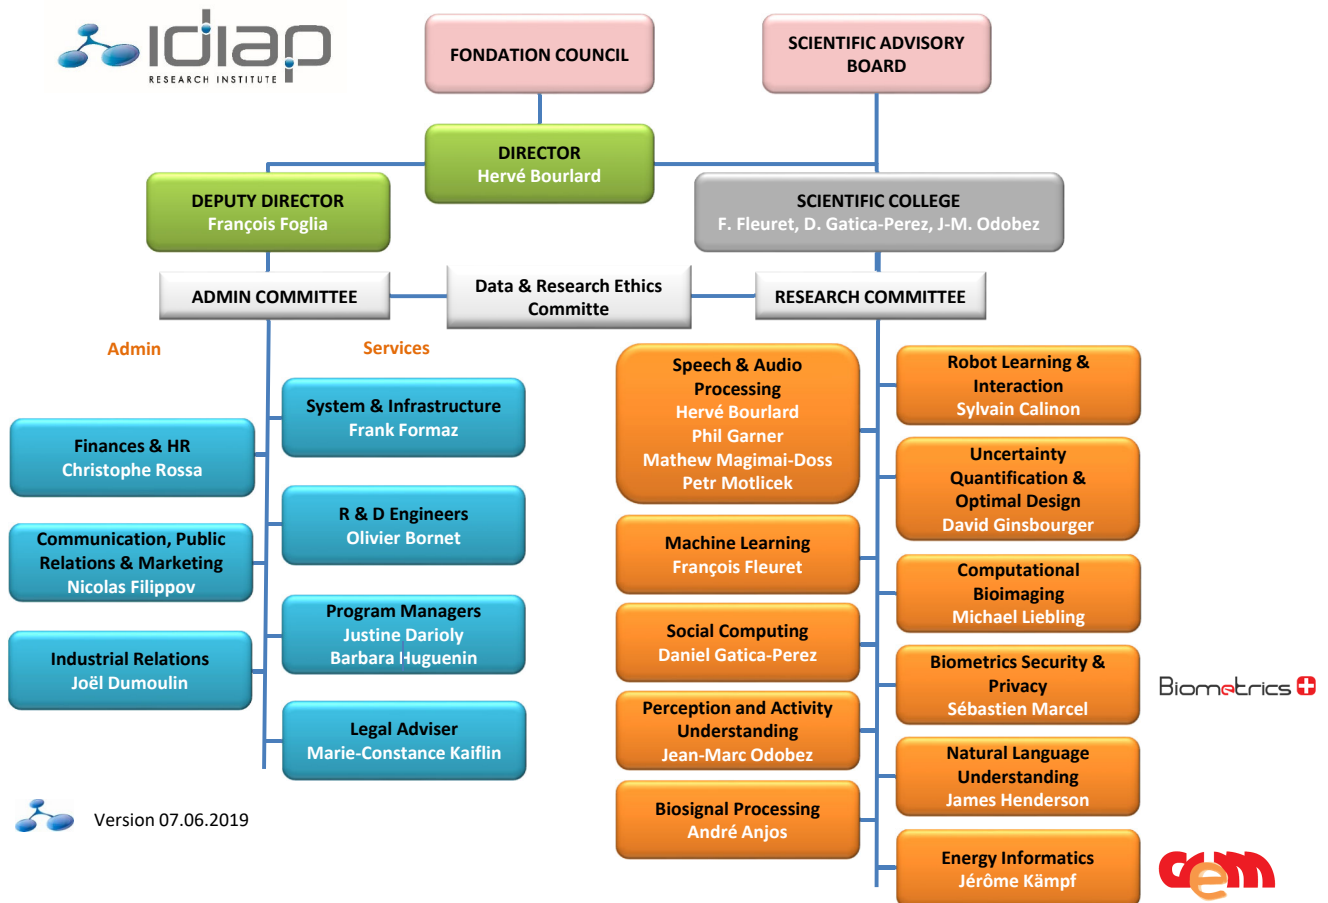 idiap
RESEARCH INSTITUTE
FONDATION COUNCIL
SCIENTIFIC ADVISORY
BOARD
DIRECTOR
Hervé Bourlard
DEPUTY DIRECTOR
François Foglia
SCIENTIFIC COLLEGE
F. Fleuret, D. Gatica-Perez, J-M. Odobez
ADMIN COMMITTEE
Data & Research Ethics
Committe
RESEARCH COMMITTEE
Admin
Services
Finances & HR
Christophe Rossa
Communication, Public
Relations & Marketing
Nicolas Filippov
Industrial Relations
Joël Dumoulin
System & Infrastructure
Frank Formaz
R & D Engineers
Olivier Bornet
Program Managers
Justine Darioly
Barbara Huguenin
Legal Adviser
Marie-Constance Kaiflin
Speech & Audio
Processing
Hervé Bourlard
Phil Garner
Mathew Magimai-Doss
Petr Motlicek
Machine Learning
François Fleuret
Social Computing
Daniel Gatica-Perez
Perception and Activity
Understanding
Jean-Marc Odobez
Biosignal Processing
André Anjos
Robot Learning &
Interaction
Sylvain Calinon
Uncertainty
Quantification &
Optimal Design
David Ginsbourger
Computational
Bioimaging
Michael Liebling
Biometrics Security &
Privacy
Sébastien Marcel
Biometrics
Natural Language
Understanding
James Henderson
Energy Informatics
Jérôme Kämpf
cem
Version 07.06.2019